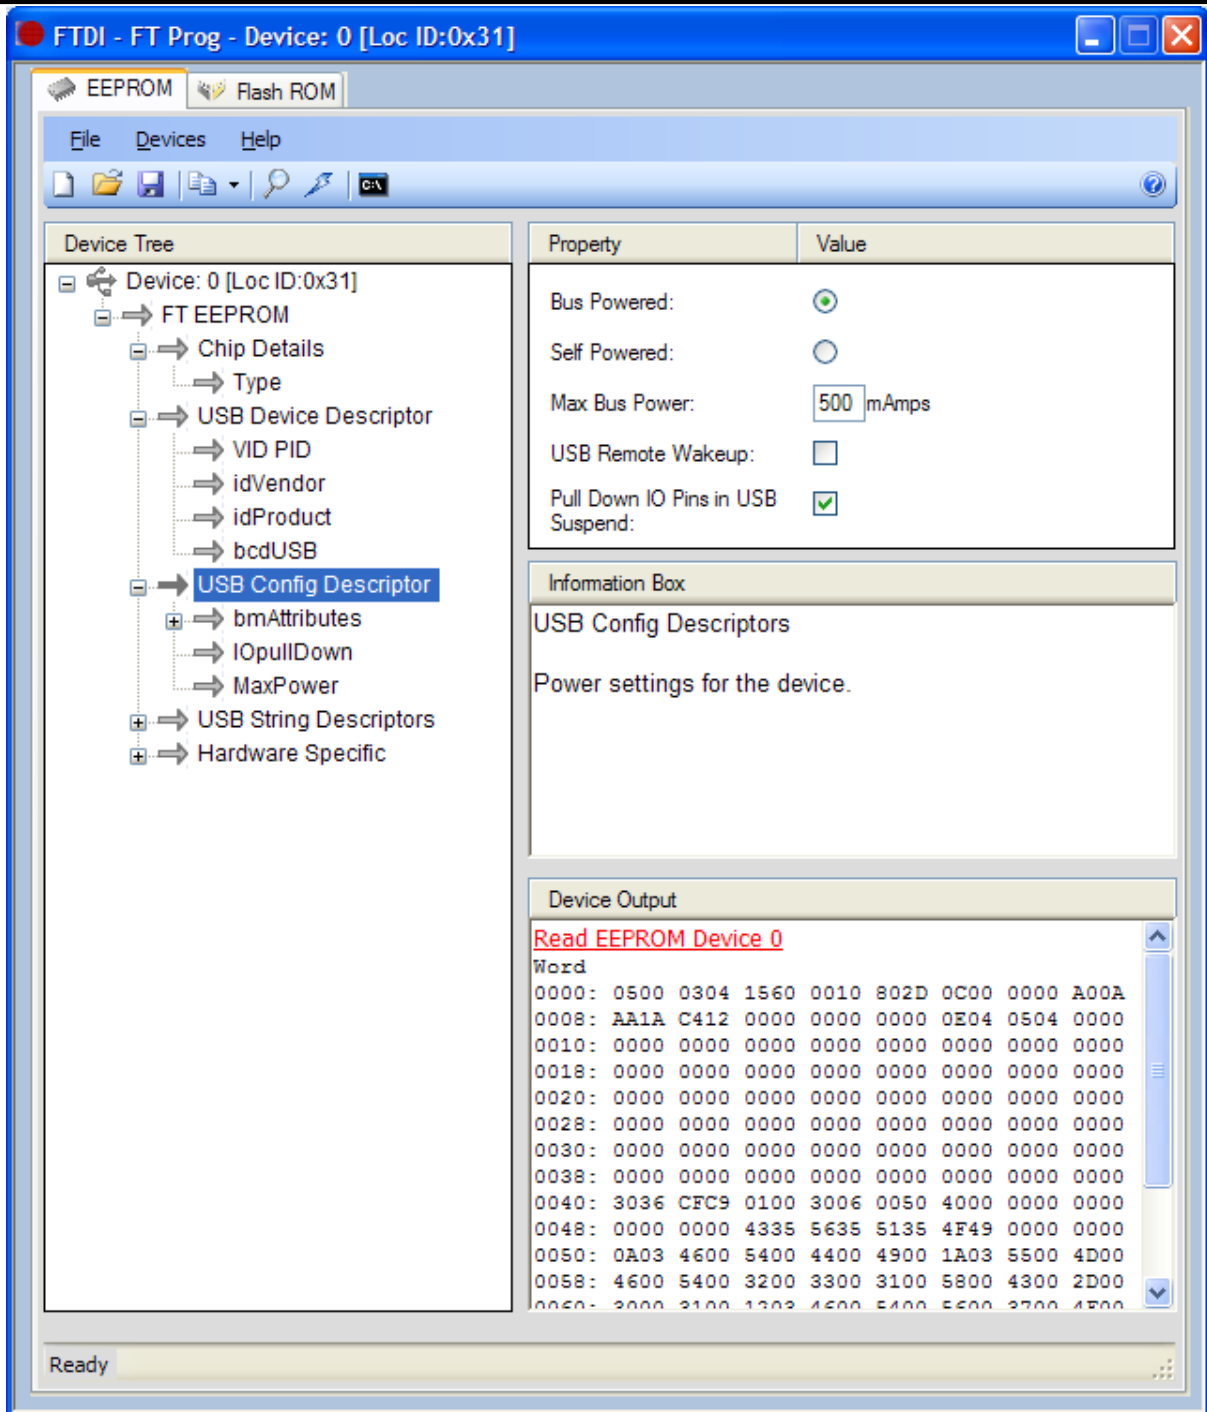 FTDI - FT Prog - Device: 0 [Loc ID:0x31]
EEPROM
Flash ROM
File Devices Help
C:\
Device Tree
Device: 0 [Loc ID:0x31]
FT EEPROM
Chip Details
Type
USB Device Descriptor
VID PID
idVendor
idProduct
bcdUSB
USB Config Descriptor
bmAttributes
IOpullDown
MaxPower
USB String Descriptors
Hardware Specific
Property Value
Bus Powered:
Self Powered:
Max Bus Power: 500 mAmps
USB Remote Wakeup:
Pull Down IO Pins in USB
Suspend:
Information Box
USB Config Descriptors
Power settings for the device.
Device Output
Read EEPROM Device 0
Word
0000: 0500 0304 1560 0010 802D 0C00 0000 A00A
0008: AA1A C412 0000 0000 0000 0E04 0504 0000
0010: 0000 0000 0000 0000 0000 0000 0000 0000
0018: 0000 0000 0000 0000 0000 0000 0000 0000
0020: 0000 0000 0000 0000 0000 0000 0000 0000
0028: 0000 0000 0000 0000 0000 0000 0000 0000
0030: 0000 0000 0000 0000 0000 0000 0000 0000
0038: 0000 0000 0000 0000 0000 0000 0000 0000
0040: 3036 CFC9 0100 3006 0050 4000 0000 0000
0048: 0000 0000 4335 5635 5135 4F49 0000 0000
0050: 0A03 4600 5400 4400 4900 1A03 5500 4D00
0058: 4600 5400 3200 3300 3100 5800 4300 2D00
0060: 3000 3100 1203 4600 5400 5600 3700 4F00
Ready